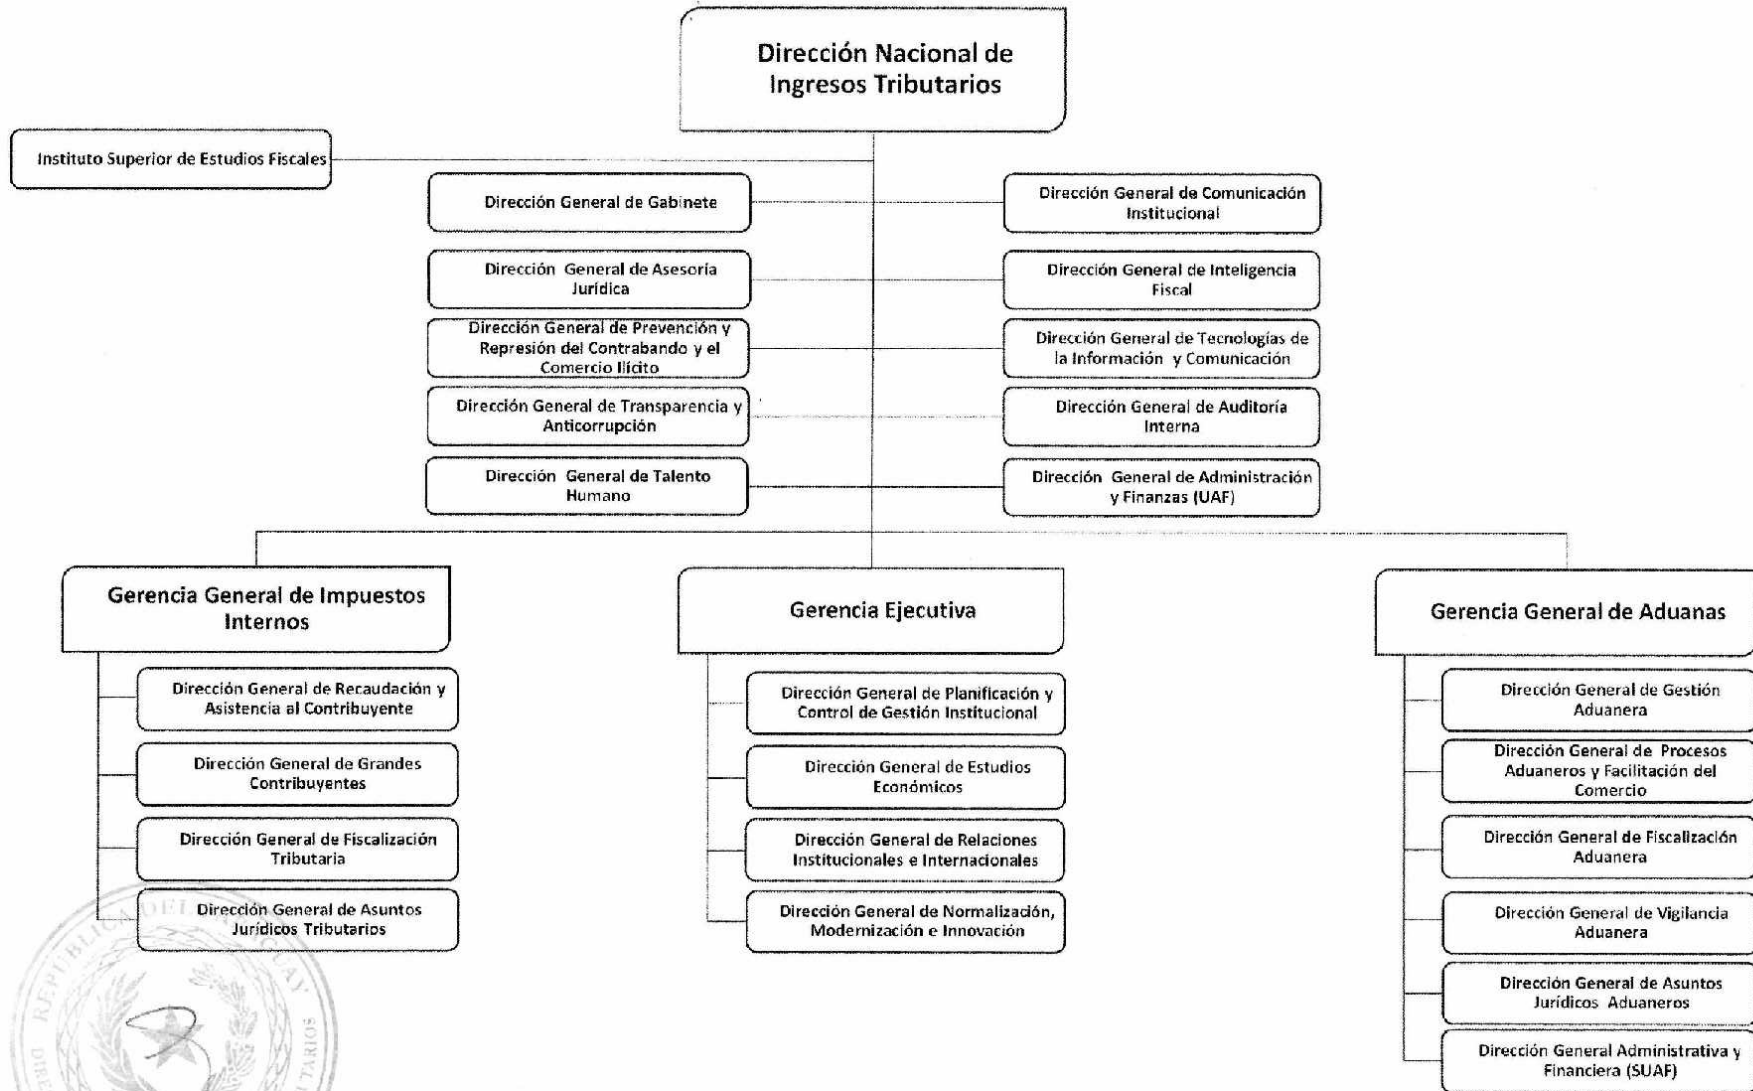 Dirección Nacional de
Ingresos Tributarios
Instituto Superior de Estudios Fiscales
Dirección General de Gabinete
Dirección General de Comunicación
Institucional
Dirección General de Asesoría
Jurídica
Dirección General de Inteligencia
Fiscal
Dirección General de Prevención y
Represión del Contrabando y el
Comercio Ilícito
Dirección General de Tecnologías de
la Información y Comunicación
Dirección General de Transparencia y
Anticorrupción
Dirección General de Auditoría
Interna
Dirección General de Talento
Humano
Dirección General de Administración
y Finanzas (UAF)
Gerencia General de Impuestos
Internos
Dirección General de Recaudación y
Asistencia al Contribuyente
Dirección General de Grandes
Contribuyentes
Dirección General de Fiscalización
Tributaria
Dirección General de Asuntos
Jurídicos Tributarios
Gerencia Ejecutiva
Dirección General de Planificación y
Control de Gestión Institucional
Dirección General de Estudios
Económicos
Dirección General de Relaciones
Institucionales e Internacionales
Dirección General de Normalización,
Modernización e Innovación
Gerencia General de Aduanas
Dirección General de Gestión
Aduanera
Dirección General de Procesos
Aduaneros y Facilitación del
Comercio
Dirección General de Fiscalización
Aduanera
Dirección General de Vigilancia
Aduanera
Dirección General de Asuntos
Jurídicos Aduaneros
Dirección General Administrativa y
Financiera (SUAF)
REPUBLICA DEL